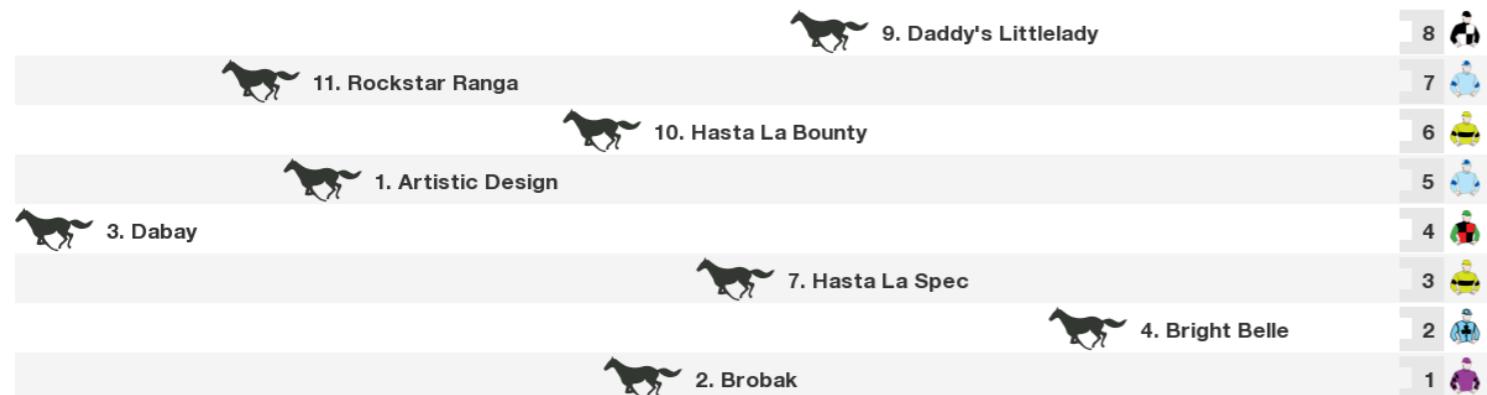 9. Daddy's Littlelady 8
11. Rockstar Ranga 7
10. Hasta La Bounty 6
1. Artistic Design 5
3. Dabay 4
7. Hasta La Spec 3
4. Bright Belle 2
2. Brobak 1